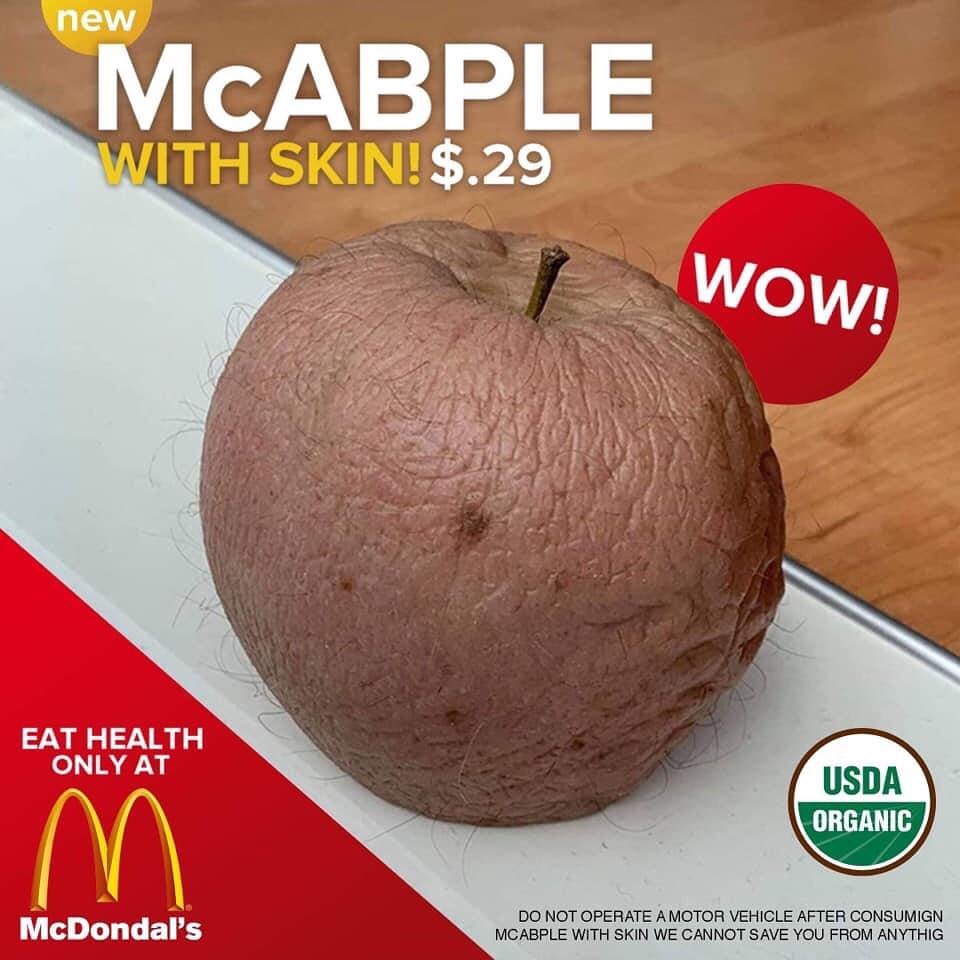 new
McABPLE
WITH SKIN! $.29
WOW!
EAT HEALTH
ONLY AT
McDondal's
USDA
ORGANIC
DO NOT OPERATE A MOTOR VEHICLE AFTER CONSUMIGN
MCABPLE WITH SKIN WE CANNOT SAVE YOU FROM ANYTHIG